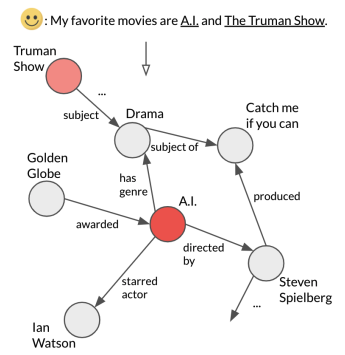 : My favorite movies are A.I. and The Truman Show.
Truman
Show
...
subject
Drama
Catch me
if you can
subject of
Golden
Globe
has
genre
A.I.
produced
awarded
directed
by
starred
actor
Steven
Spielberg
...
Ian
Watson